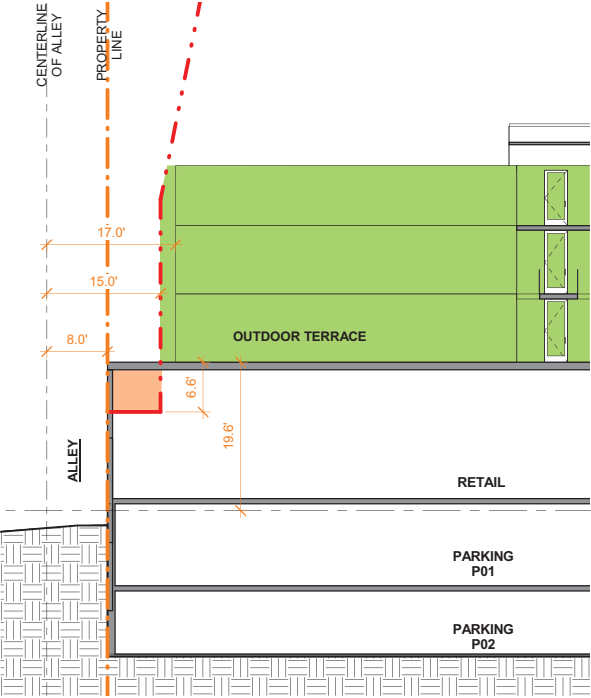 CENTERLINE
OF ALLEY
PROPERTY
LINE
17.0'
15.0'
8.0'
OUTDOOR TERRACE
6.6'
19.6'
ALLEY
RETAIL
PARKING
P01
PARKING
P02